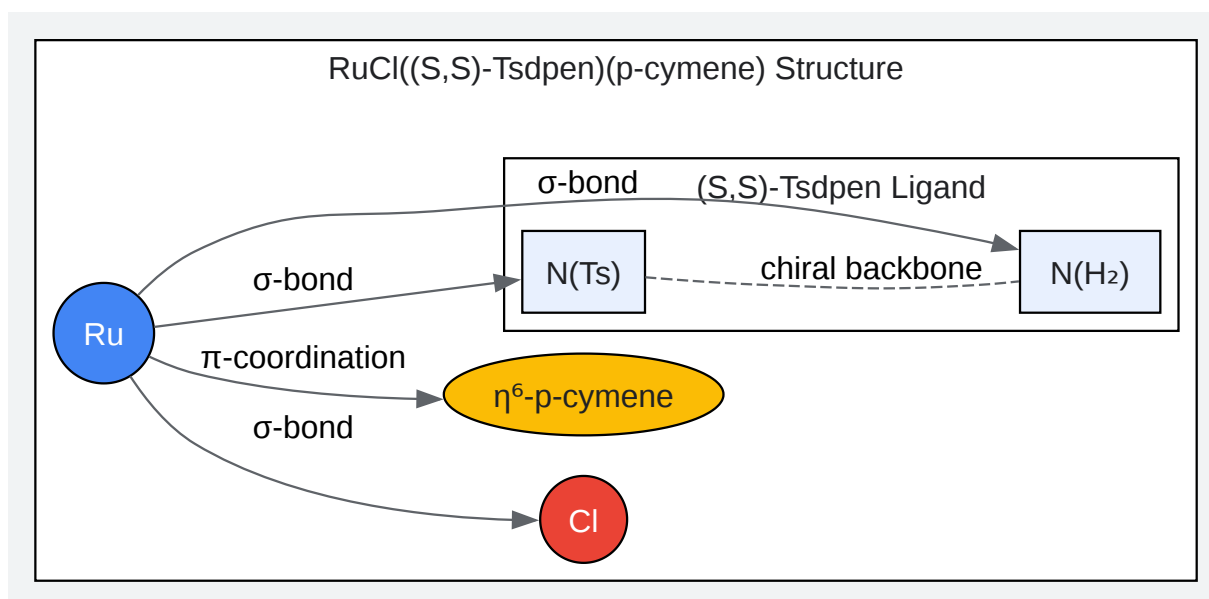 RuCl((S,S)-Tsdpen)(p-cymene) Structure
σ-bond
(S,S)-Tsdpen Ligand
σ-bond
N(Ts)
chiral backbone
N(H₂)
Ru
π-coordination
η⁶-p-cymene
σ-bond
Cl